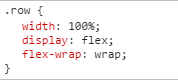 .row {
width: 100%;
display: flex;
flex-wrap: wrap;
}